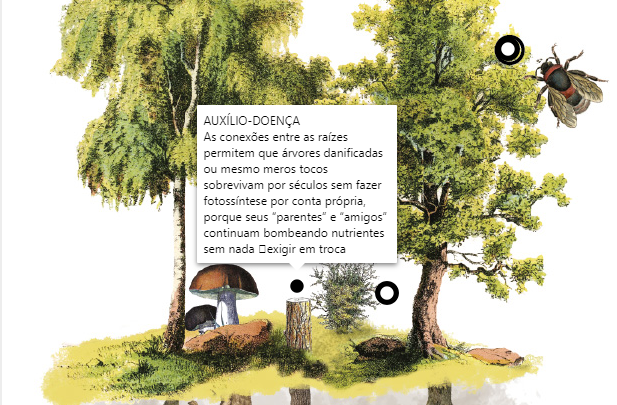 AUXÍLIO-DOENÇA
As conexões entre as raízes
permitem que árvores danificadas
ou mesmo meros tocos
sobrevivam por séculos sem fazer
fotossíntese por conta própria,
porque seus “parentes” e “amigos”
continuam bombeando nutrientes
sem nada exigir em troca